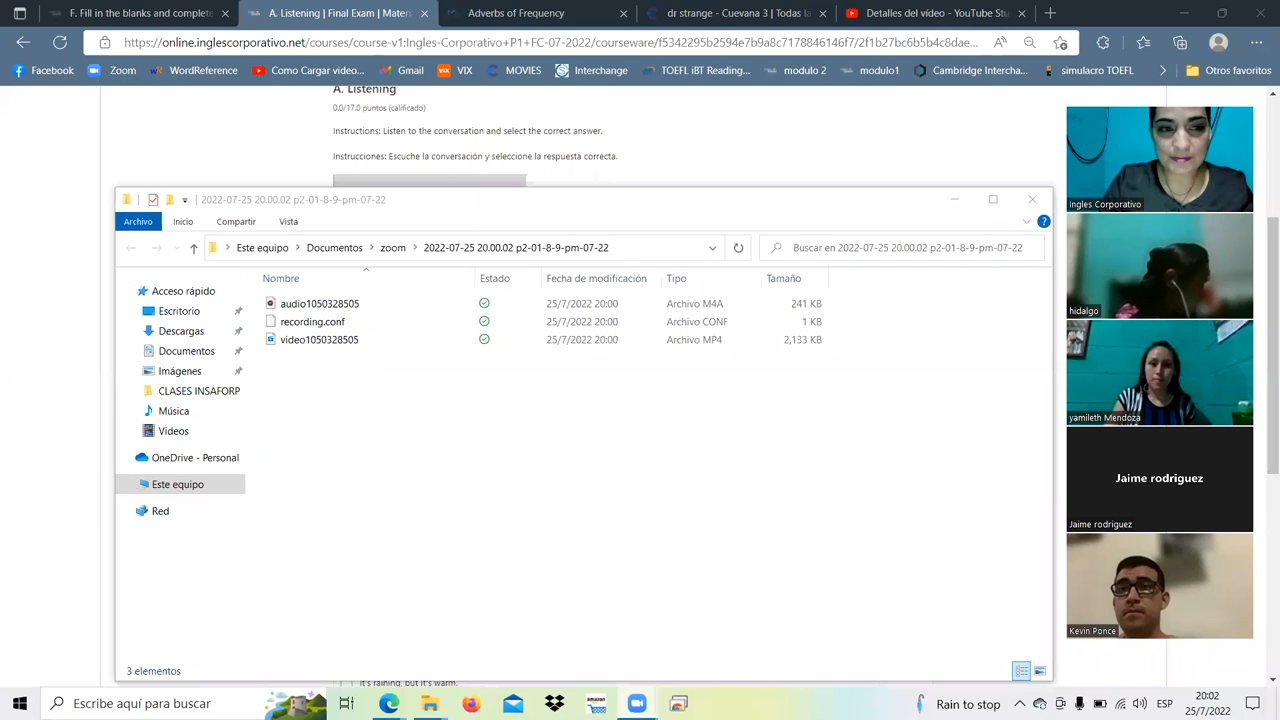 F. Fill in the blanks and complete
A. Listening | Final Exam | Materi
Adverbs of Frequency
dr strange - Cuevana 3 | Todas la
Detalles del vídeo - YouTube Stu
https://online.inglescorporativo.net/courses/course-v1:Ingles-Corporativo+P1+FC-07-2022/courseware/f5342295b2594e7b9a8c7178846146f7/2f1b27bc6b5b4c8dae...
Facebook Zoom WordReference Como Cargar video... Gmail VIX MOVIES Interchange TOEFL iBT Reading... modulo 2 modulo1 Cambridge Intercha... simulacro TOEFL Otros favoritos
A. Listening
0.0/17.0 puntos (calificado)
Instructions: Listen to the conversation and select the correct answer.
Instrucciones: Escuche la conversación y seleccione la respuesta correcta.
2022-07-25 20.00.02 p2-01-8-9-pm-07-22
Archivo Inicio Compartir Vista
Este equipo Documentos zoom 2022-07-25 20.00.02 p2-01-8-9-pm-07-22
Buscar en 2022-07-25 20.00.02 p2-01-8-9-pm-07-22
Nombre Estado Fecha de modificación Tipo Tamaño
audio1050328505 25/7/2022 20:00 Archivo M4A 241 KB
recording.conf 25/7/2022 20:00 Archivo CONF 1 KB
video1050328505 25/7/2022 20:00 Archivo MP4 2,133 KB
Acceso rápido
Escritorio
Descargas
Documentos
Imágenes
CLASES INSAFORP
Música
Videos
OneDrive - Personal
Este equipo
Red
3 elementos
it's raining, but it's warm.
Ingles Corporativo
hidalgo
yamileth Mendoza
Jaime rodriguez
Jaime rodriguez
Kevin Ponce
Escribe aquí para buscar
Rain to stop
ESP
20:02
25/7/2022